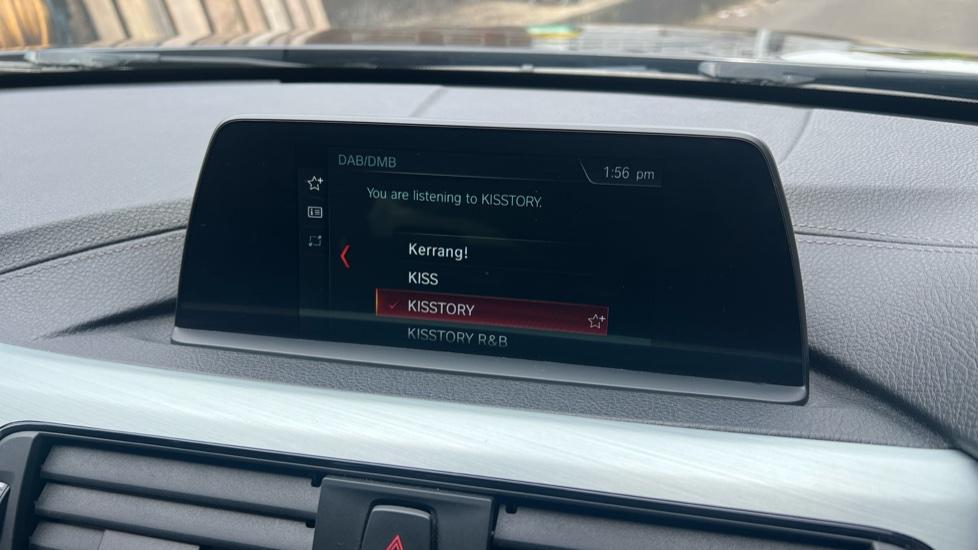 DAB/DMB
1:56 pm
You are listening to KISSTORY.
Kerrang!
KISS
KISSTORY
KISSTORY R&B